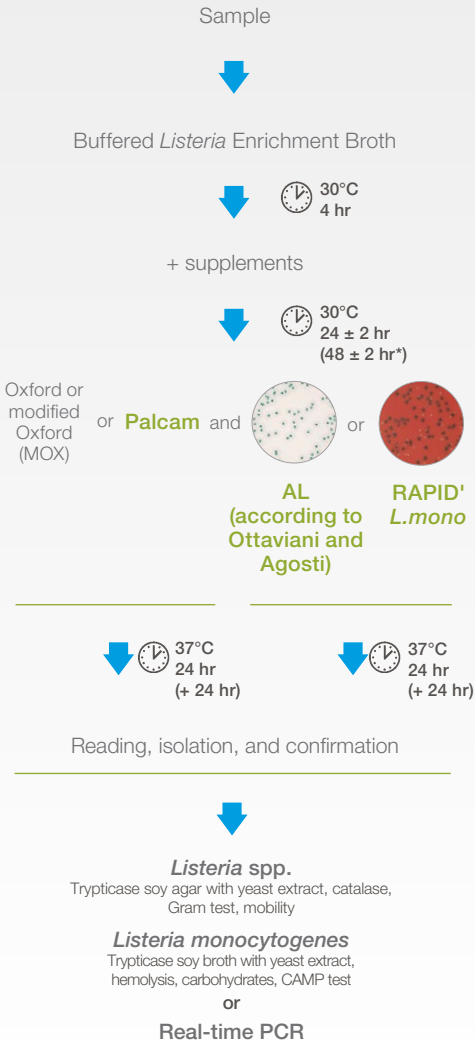 Sample
Buffered Listeria Enrichment Broth
30°C
4 hr
+ supplements
30°C
24 ± 2 hr
(48 ± 2 hr*)
Oxford or
modified
Oxford
(MOX)
or
Palcam
and
or
AL
(according to
Ottaviani and
Agosti)
RAPID'
L.mono
37°C
24 hr
(+ 24 hr)
37°C
24 hr
(+ 24 hr)
Reading, isolation, and confirmation
Listeria spp.
Trypticase soy agar with yeast extract, catalase,
Gram test, mobility
Listeria monocytogenes
Trypticase soy broth with yeast extract,
hemolysis, carbohydrates, CAMP test
or
Real-time PCR